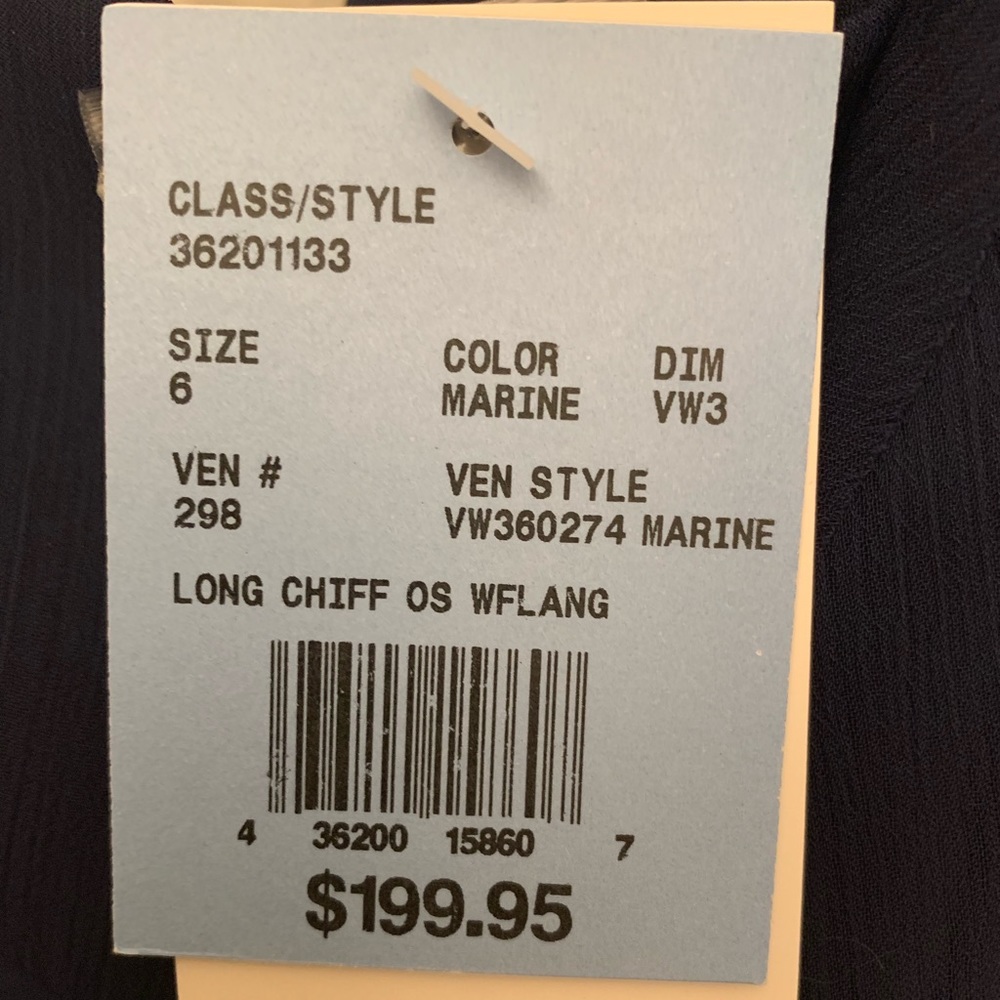 CLASS/STYLE
36201133
SIZE COLOR DIM
6 MARINE VW3
VEN # VEN STYLE
298 VW360274 MARINE
LONG CHIFF OS WFLANG
4 36200 15860 7
$199.95